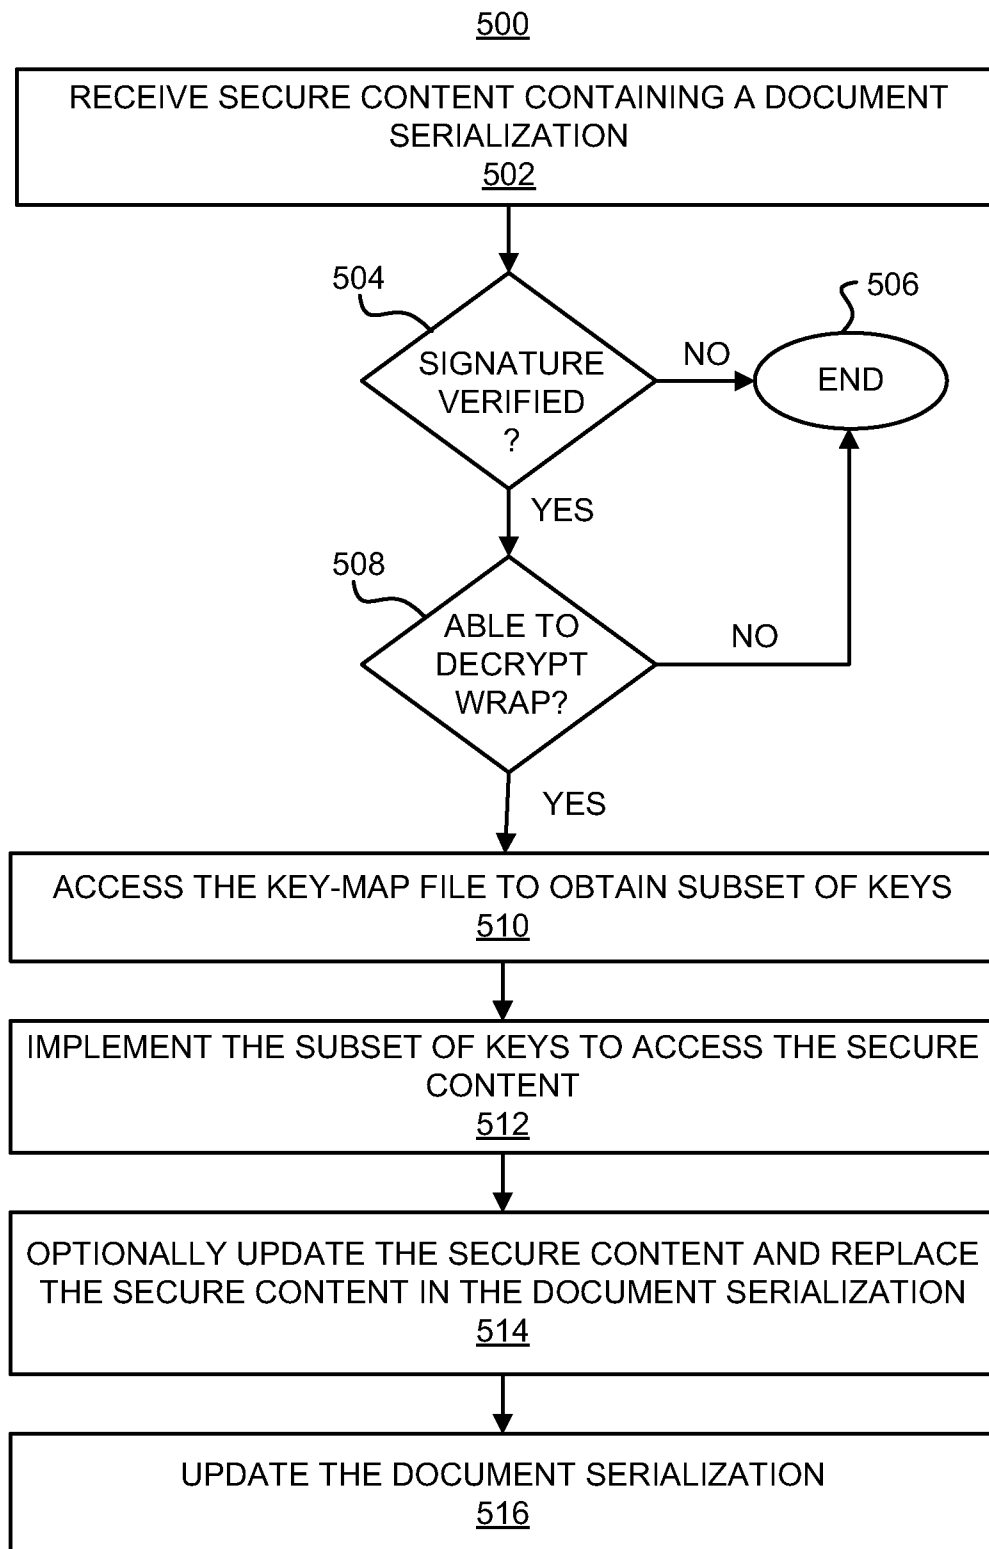 500
RECEIVE SECURE CONTENT CONTAINING A DOCUMENT
SERIALIZATION
502
504
SIGNATURE
VERIFIED
?
NO
506
END
YES
508
ABLE TO
DECRYPT
WRAP?
NO
YES
ACCESS THE KEY-MAP FILE TO OBTAIN SUBSET OF KEYS
510
IMPLEMENT THE SUBSET OF KEYS TO ACCESS THE SECURE
CONTENT
512
OPTIONALLY UPDATE THE SECURE CONTENT AND REPLACE
THE SECURE CONTENT IN THE DOCUMENT SERIALIZATION
514
UPDATE THE DOCUMENT SERIALIZATION
516